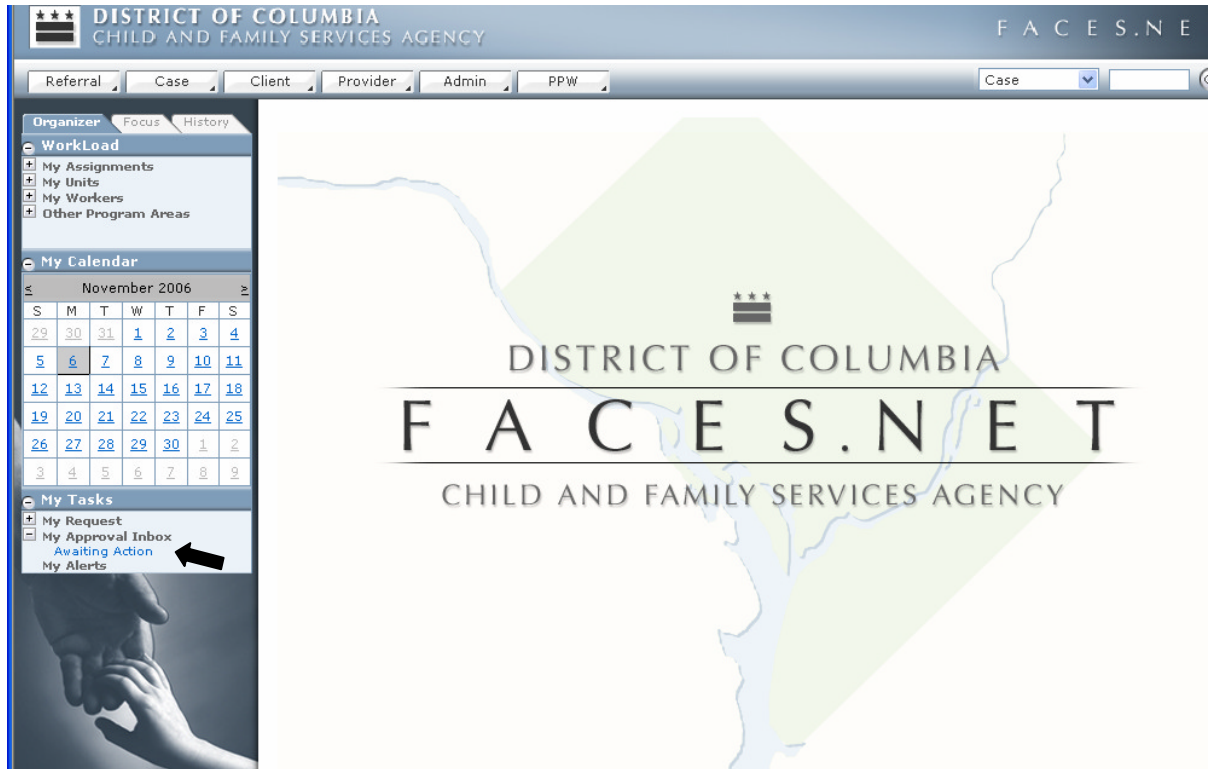 DISTRICT OF COLUMBIA
CHILD AND FAMILY SERVICES AGENCY
FACES.NE
Referral Case Client Provider Admin PPW Case
Organizer Focus History
WorkLoad
My Assignments
My Units
My Workers
Other Program Areas
My Calendar
< November 2006 >
S M T W T F S
29 30 31 1 2 3 4
5 6 7 8 9 10 11
12 13 14 15 16 17 18
19 20 21 22 23 24 25
26 27 28 29 30 1 2
3 4 5 6 7 8 9
My Tasks
My Request
My Approval Inbox
Awaiting Action
My Alerts
DISTRICT OF COLUMBIA
FACES.NET
CHILD AND FAMILY SERVICES AGENCY